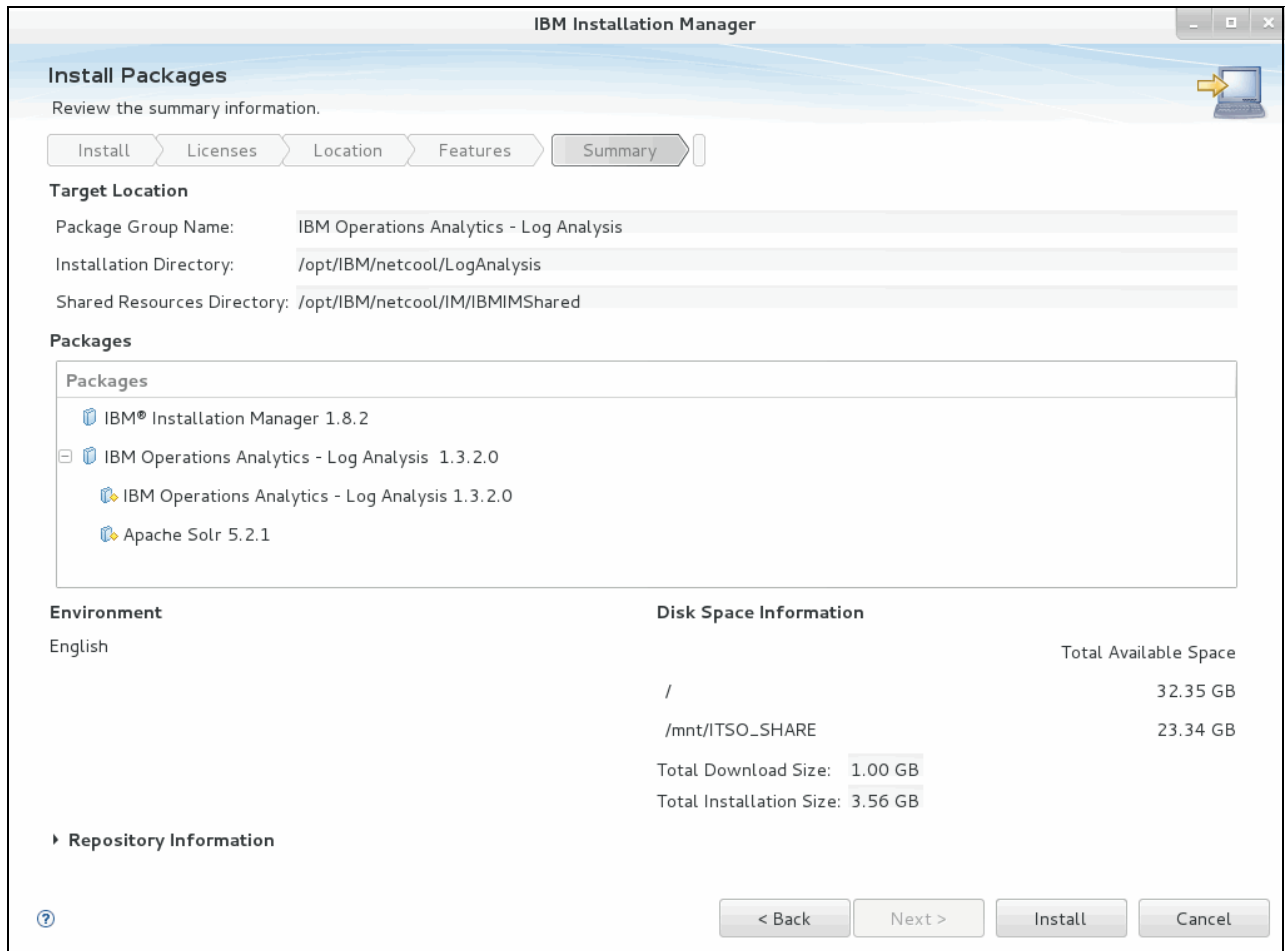 IBM Installation Manager
Install Packages
Review the summary information.
Install Licenses Location Features Summary
Target Location
Package Group Name: IBM Operations Analytics - Log Analysis
Installation Directory: /opt/IBM/netcool/LogAnalysis
Shared Resources Directory: /opt/IBM/netcool/IM/IBMIMShared
Packages
Packages
IBM® Installation Manager 1.8.2
IBM Operations Analytics - Log Analysis 1.3.2.0
IBM Operations Analytics - Log Analysis 1.3.2.0
Apache Solr 5.2.1
Environment
English
Disk Space Information
Total Available Space
/ 32.35 GB
/mnt/ITSO_SHARE 23.34 GB
Total Download Size: 1.00 GB
Total Installation Size: 3.56 GB
Repository Information
< Back Next > Install Cancel